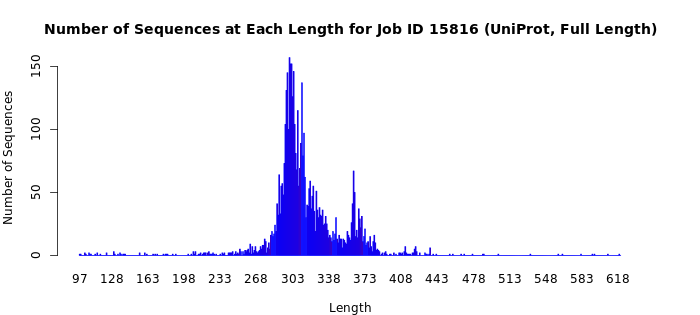 Number of Sequences at Each Length for Job ID 15816 (UniProt, Full Length)
Number of Sequences
150
100
50
0
97 128 163 198 233 268 303 338 373 408 443 478 513 548 583 618
Length